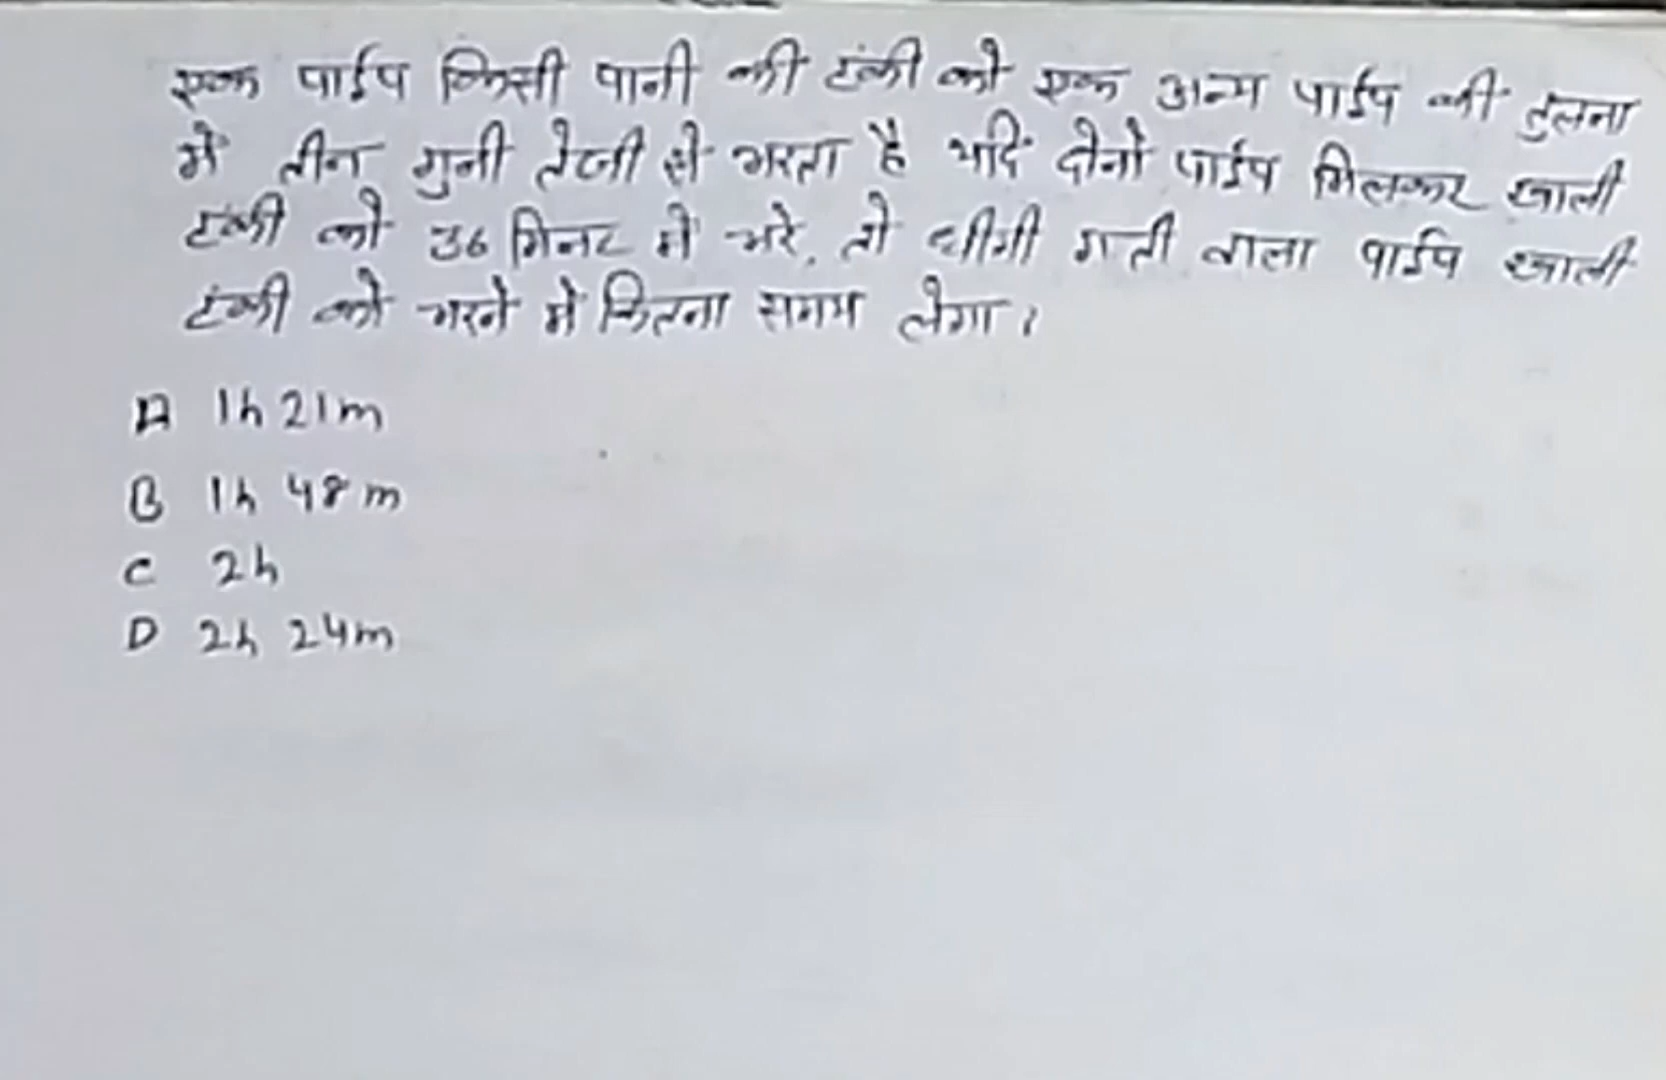 एक पाईप किसी पानी की टंकी को एक अन्य पाईप की तुलना
में तीन गुनी तेजी से भरता है यदि दोनो पाईप मिलकर खाली
टंकी को 36 मिनट में भरे, तो धीमी गती वाला पाईप खाली
टंकी को भरने में कितना समय लेगा।
A 1h 21m
B 1h 48m
C 2h
D 2h 24m